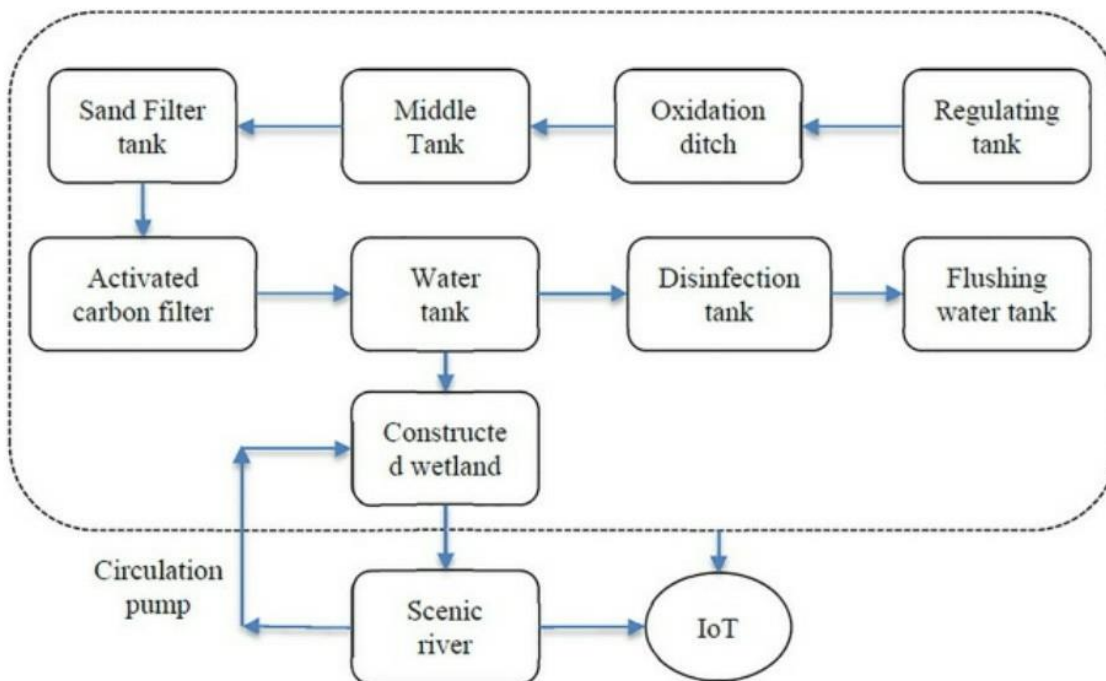 Sand Filter
tank
Middle
Tank
Oxidation
ditch
Regulating
tank
Activated
carbon filter
Water
tank
Disinfection
tank
Flushing
water tank
Constructe
d wetland
Circulation
pump
Scenic
river
IoT